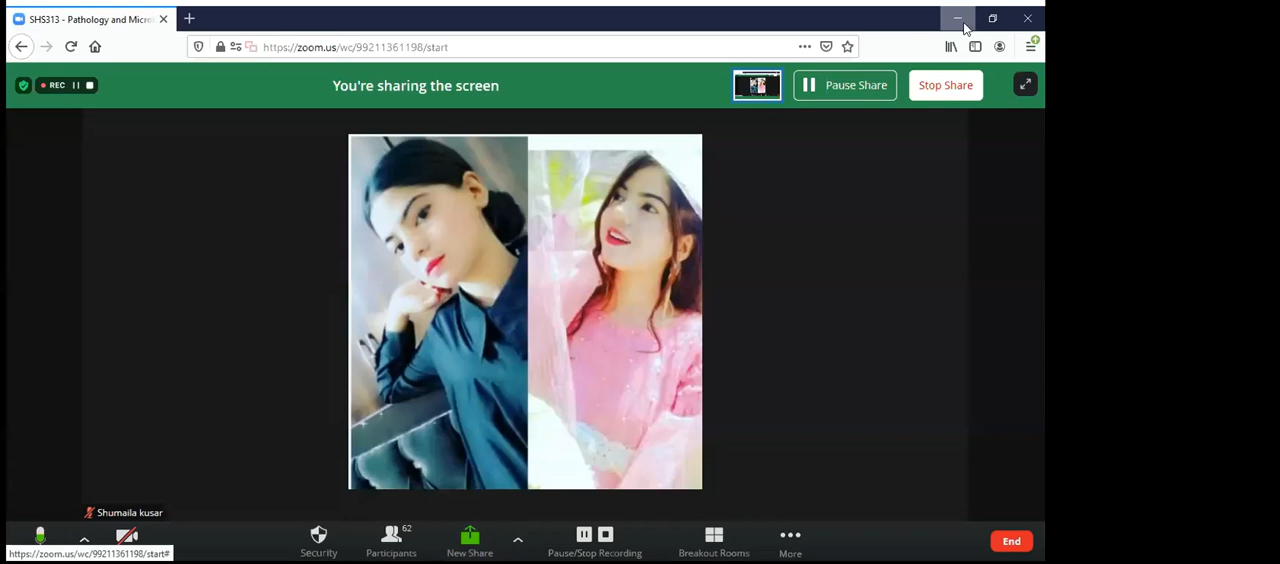 SHS313 - Pathology and Micro
https://zoom.us/wc/99211361198/start
REC
You're sharing the screen
Pause Share
Stop Share
Shumaila kusar
62
Security
Participants
New Share
Pause/Stop Recording
Breakout Rooms
More
End
https://zoom.us/wc/99211361198/start#